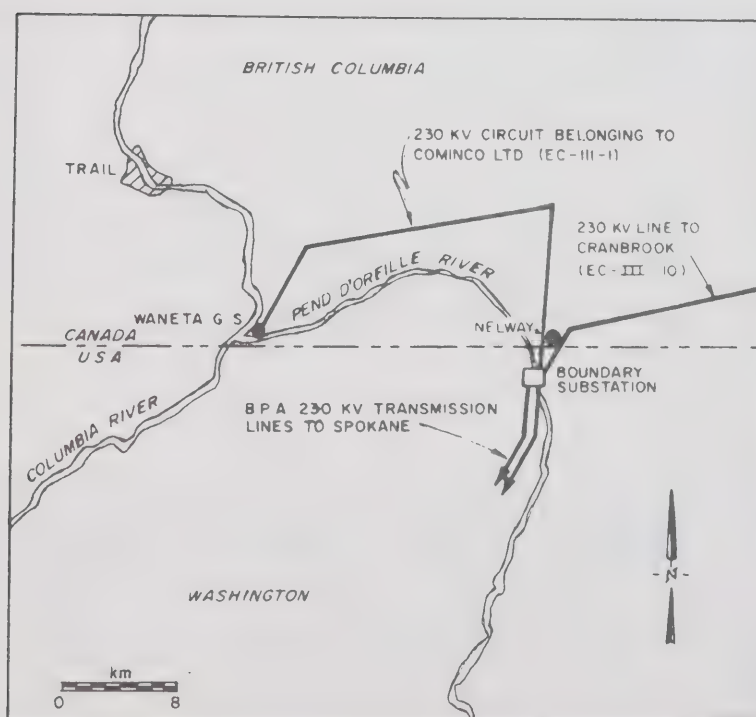 BRITISH COLUMBIA
230 KV CIRCUIT BELONGING TO
COMINCO LTD (EC-III-1)
TRAIL
230 KV LINE TO
CRANBROOK
(EC-III 10)
PEND D'OREILLE RIVER
WANETA G S
NELWAY
CANADA
USA
BOUNDARY
SUBSTATION
B P A 230 KV TRANSMISSION
LINES TO SPOKANE
COLUMBIA RIVER
N
WASHINGTON
km
0 8